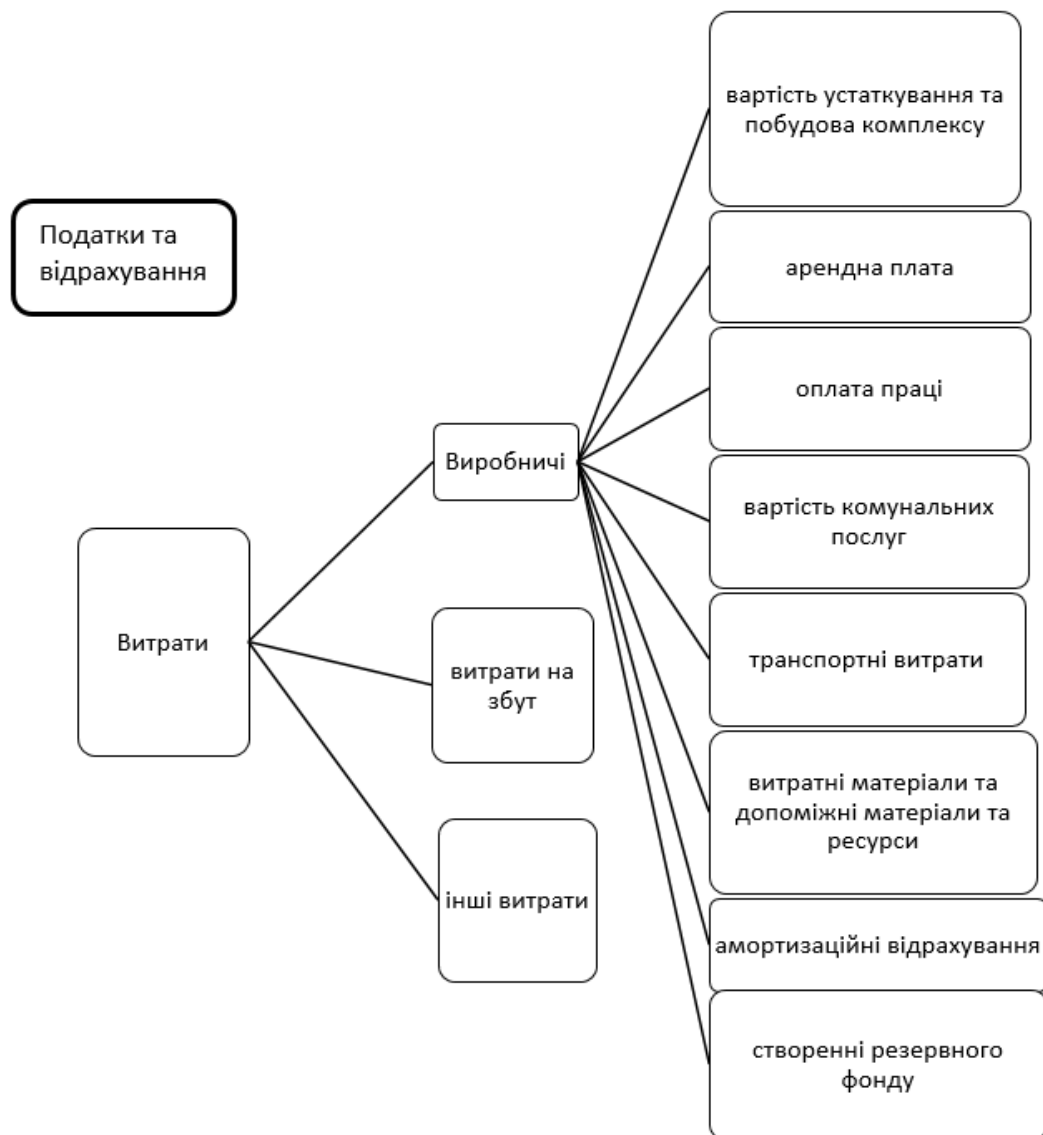 вартість устаткування та
побудова комплексу
Податки та
відрахування
арендна плата
оплата праці
Виробничі
вартість комунальних
послуг
Витрати
витрати на
збут
транспортні витрати
витратні матеріали та
допоміжні матеріали та
ресурси
інші витрати
амортизаційні відрахування
створенні резервного
фонду